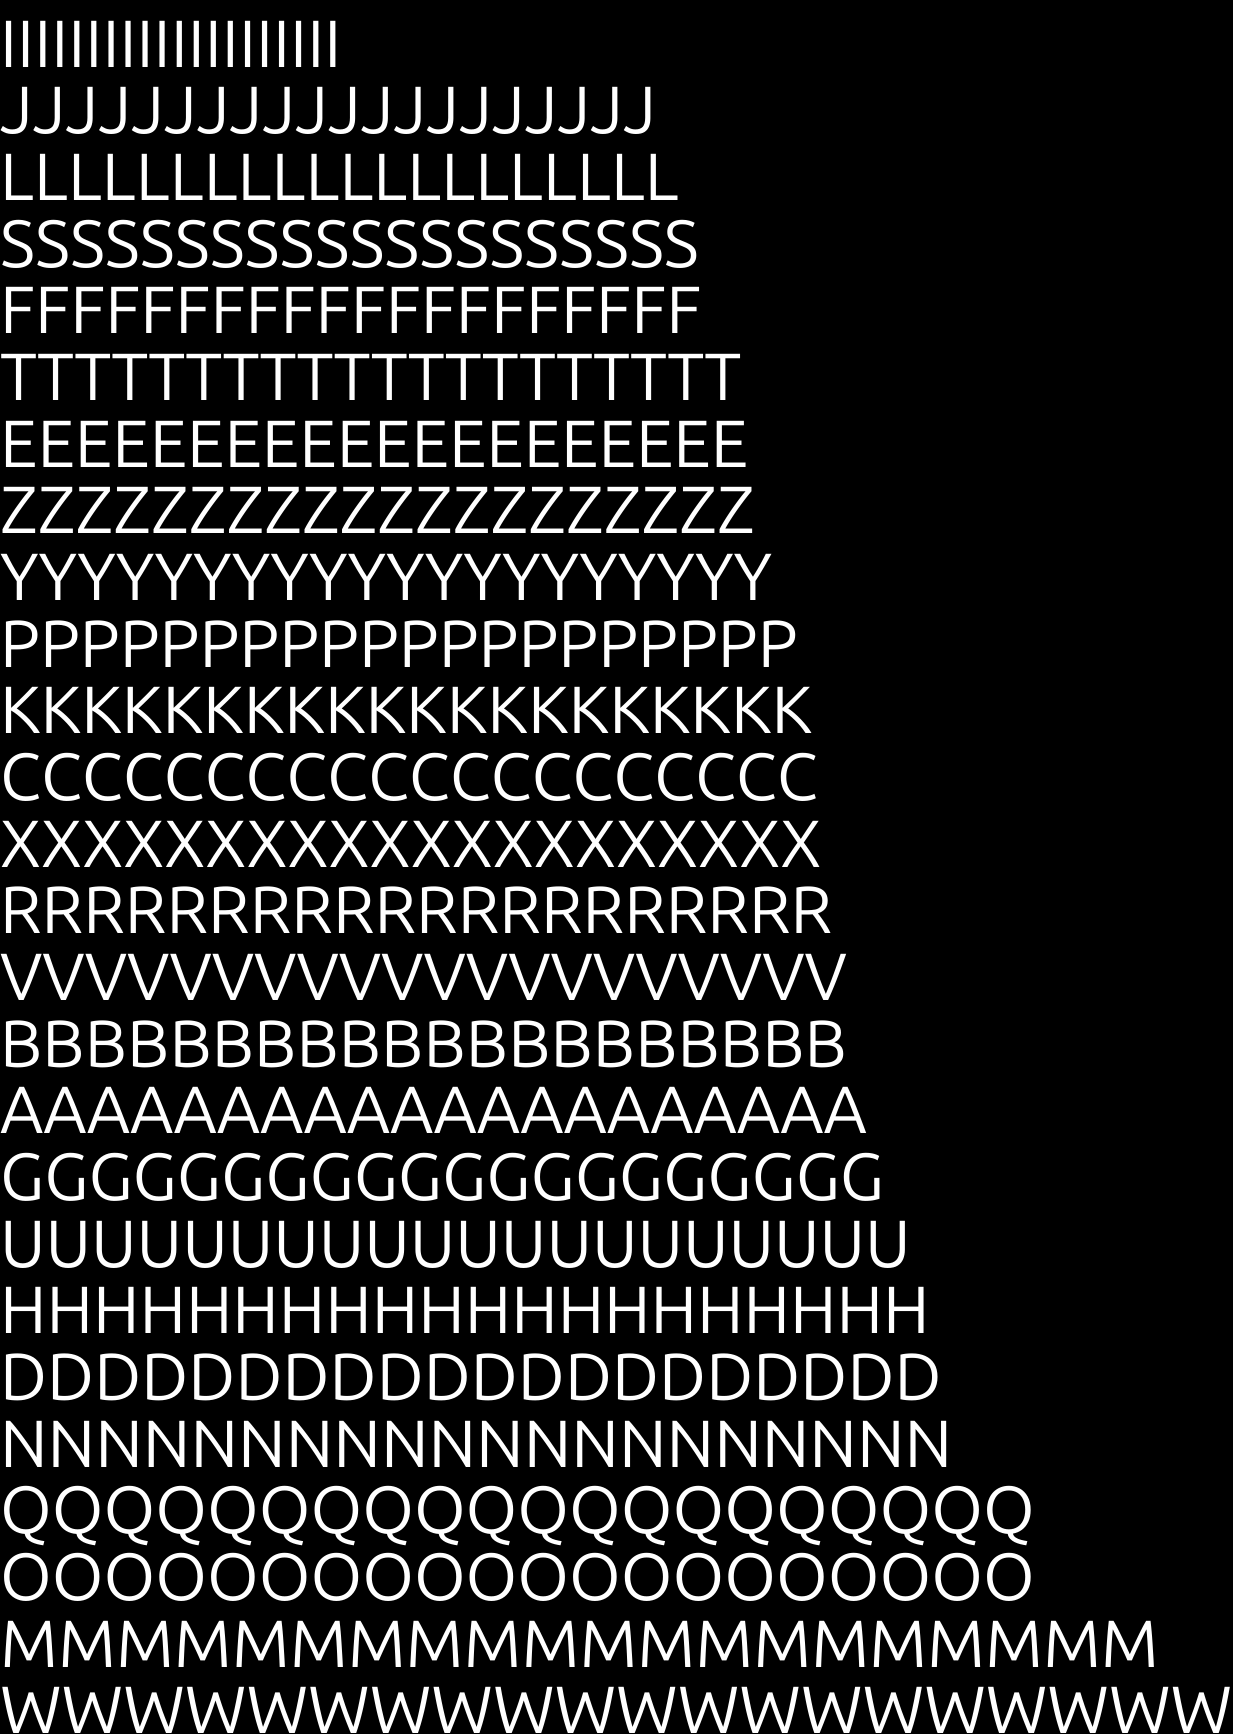 IIIIIIIIIIIIIIIIIIII
JJJJJJJJJJJJJJJJJJJJ
LLLLLLLLLLLLLLLLLLLL
SSSSSSSSSSSSSSSSSSSS
FFFFFFFFFFFFFFFFFFFF
TTTTTTTTTTTTTTTTTTTT
EEEEEEEEEEEEEEEEEEEE
ZZZZZZZZZZZZZZZZZZZZ
YYYYYYYYYYYYYYYYYYYY
PPPPPPPPPPPPPPPPPPPP
KKKKKKKKKKKKKKKKKKKK
CCCCCCCCCCCCCCCCCCCC
XXXXXXXXXXXXXXXXXXXX
RRRRRRRRRRRRRRRRRRRR
VVVVVVVVVVVVVVVVVVVV
BBBBBBBBBBBBBBBBBBBB
AAAAAAAAAAAAAAAAAAAA
GGGGGGGGGGGGGGGGGGGG
UUUUUUUUUUUUUUUUUUUU
HHHHHHHHHHHHHHHHHHHH
DDDDDDDDDDDDDDDDDDDD
NNNNNNNNNNNNNNNNNNNN
QQQQQQQQQQQQQQQQQQQQ
OOOOOOOOOOOOOOOOOOOO
MMMMMMMMMMMMMMMMMMMM
WWWWWWWWWWWWWWWWWWWW